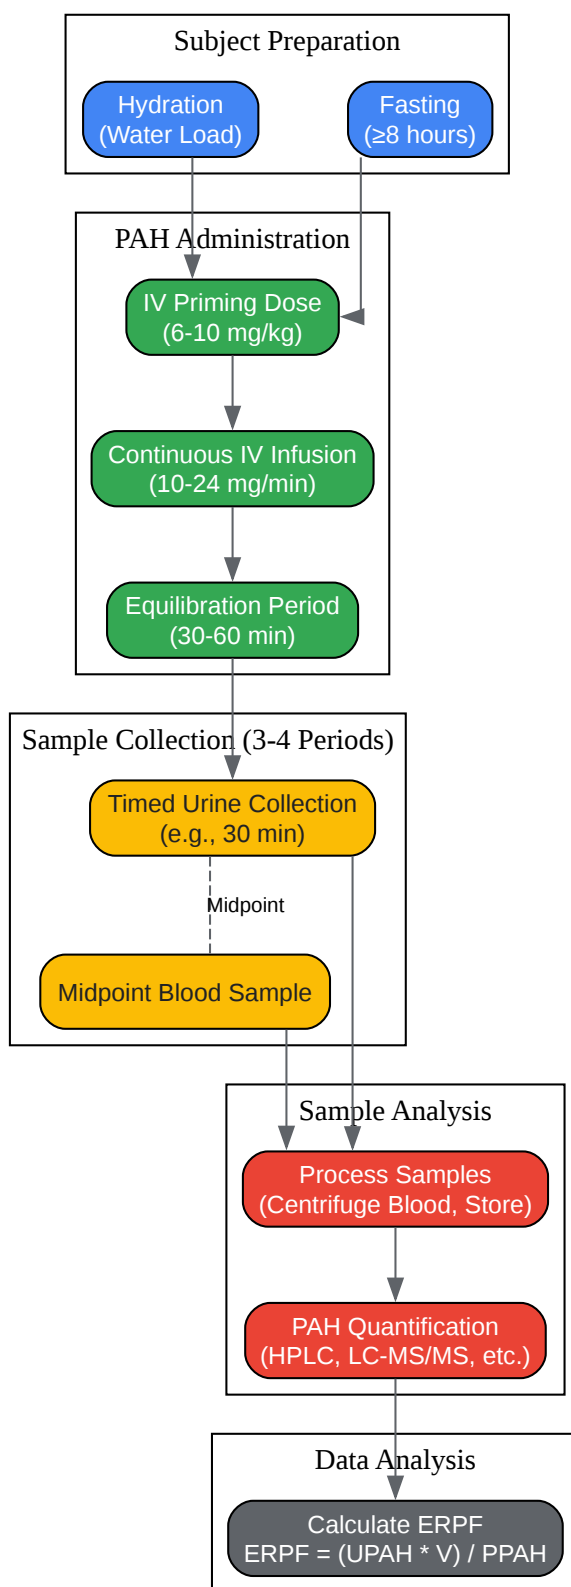 Subject Preparation
Hydration
(Water Load)
Fasting
(≥8 hours)
PAH Administration
IV Priming Dose
(6-10 mg/kg)
Continuous IV Infusion
(10-24 mg/min)
Equilibration Period
(30-60 min)
Sample Collection (3-4 Periods)
Timed Urine Collection
(e.g., 30 min)
Midpoint
Midpoint Blood Sample
Sample Analysis
Process Samples
(Centrifuge Blood, Store)
PAH Quantification
(HPLC, LC-MS/MS, etc.)
Data Analysis
Calculate ERPF
ERPF = (UPAH * V) / PPAH